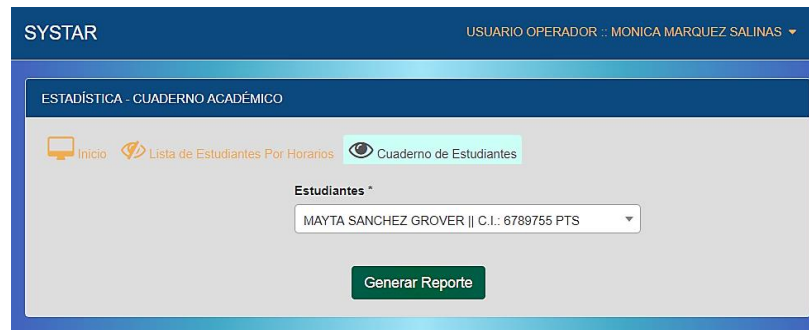 SYSTAR USUARIO OPERADOR :: MONICA MARQUEZ SALINAS
ESTADÍSTICA - CUADERNO ACADÉMICO
Inicio Lista de Estudiantes Por Horarios Cuaderno de Estudiantes
Estudiantes *
MAYTA SANCHEZ GROVER || C.I.: 6789755 PTS
Generar Reporte